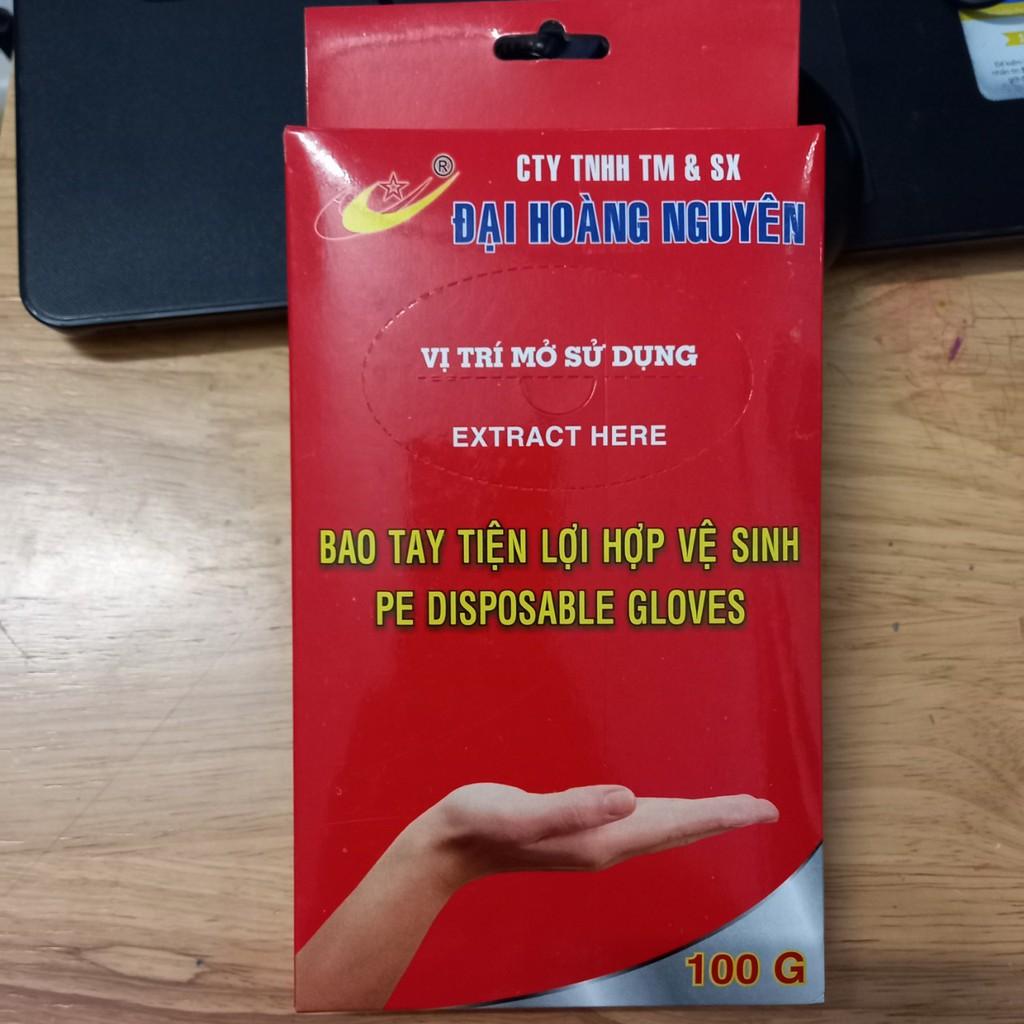 ®
CTY TNHH TM & SX
ĐẠI HOÀNG NGUYÊN
VỊ TRÍ MỞ SỬ DỤNG
EXTRACT HERE
BAO TAY TIỆN LỢI HỢP VỆ SINH
PE DISPOSABLE GLOVES
100 G